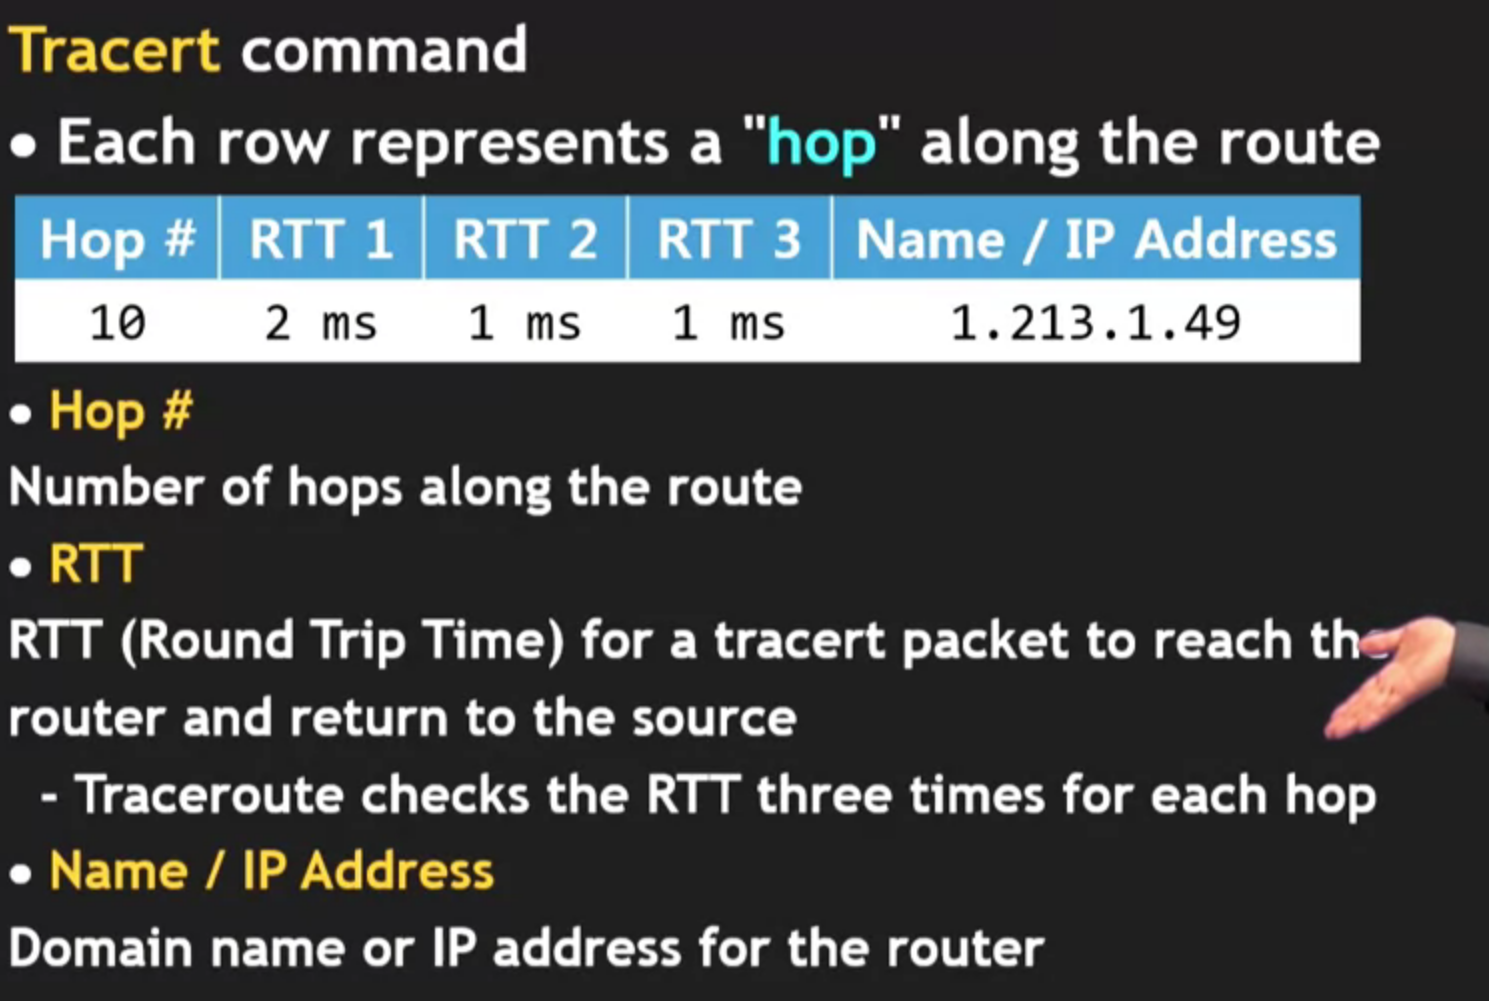 Tracert command
• Each row represents a "hop" along the route
Hop # RTT 1 RTT 2 RTT 3 Name / IP Address
10 2 ms 1 ms 1 ms 1.213.1.49
• Hop #
Number of hops along the route
• RTT
RTT (Round Trip Time) for a tracert packet to reach th
router and return to the source
- Traceroute checks the RTT three times for each hop
• Name / IP Address
Domain name or IP address for the router